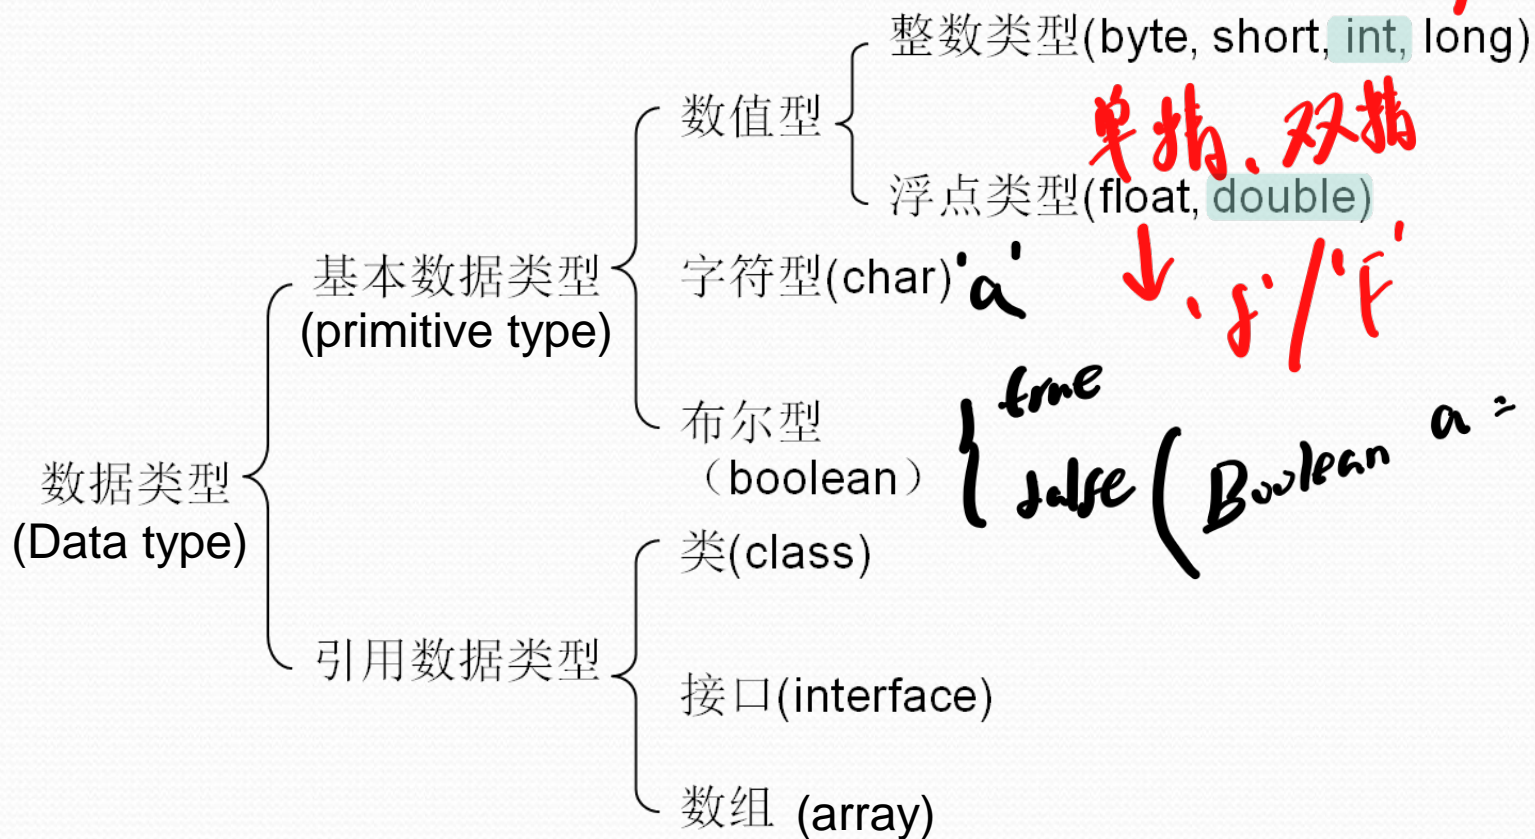 整数类型(byte, short, int, long)
数值型
单精、双精
浮点类型(float, double)
基本数据类型
(primitive type)
字符型(char)
'a'
'f'/'F'
布尔型
（boolean）
true
false (Boolean a =
数据类型
(Data type)
类(class)
引用数据类型
接口(interface)
数组 (array)